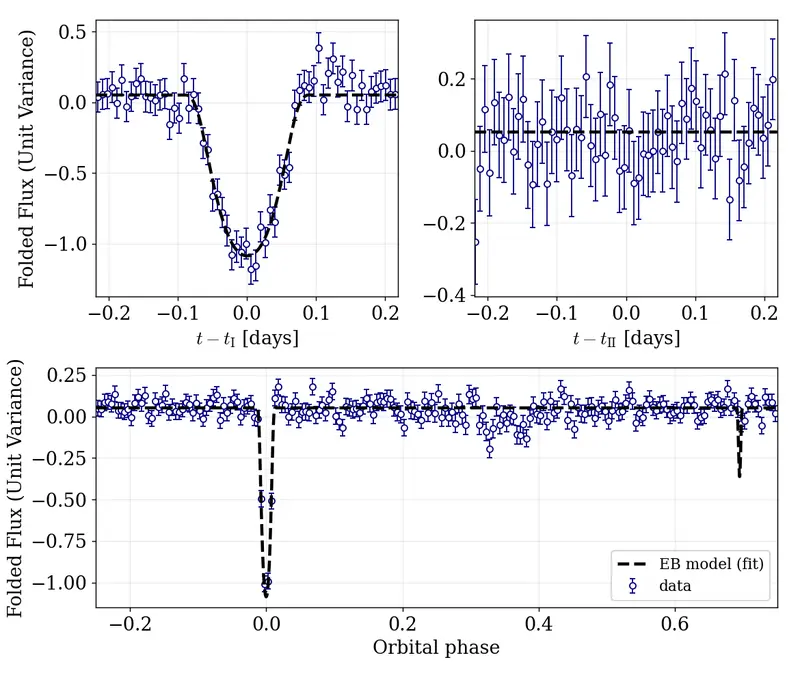 Folded Flux (Unit Variance)
0.5
0.0
−0.5
−1.0
−0.2 −0.1 0.0 0.1 0.2
t − tI [days]
0.2
0.0
−0.2
−0.4
−0.2 −0.1 0.0 0.1 0.2
t − tII [days]
Folded Flux (Unit Variance)
0.25
0.00
−0.25
−0.50
−0.75
−1.00
−0.2 0.0 0.2 0.4 0.6
Orbital phase
EB model (fit)
data